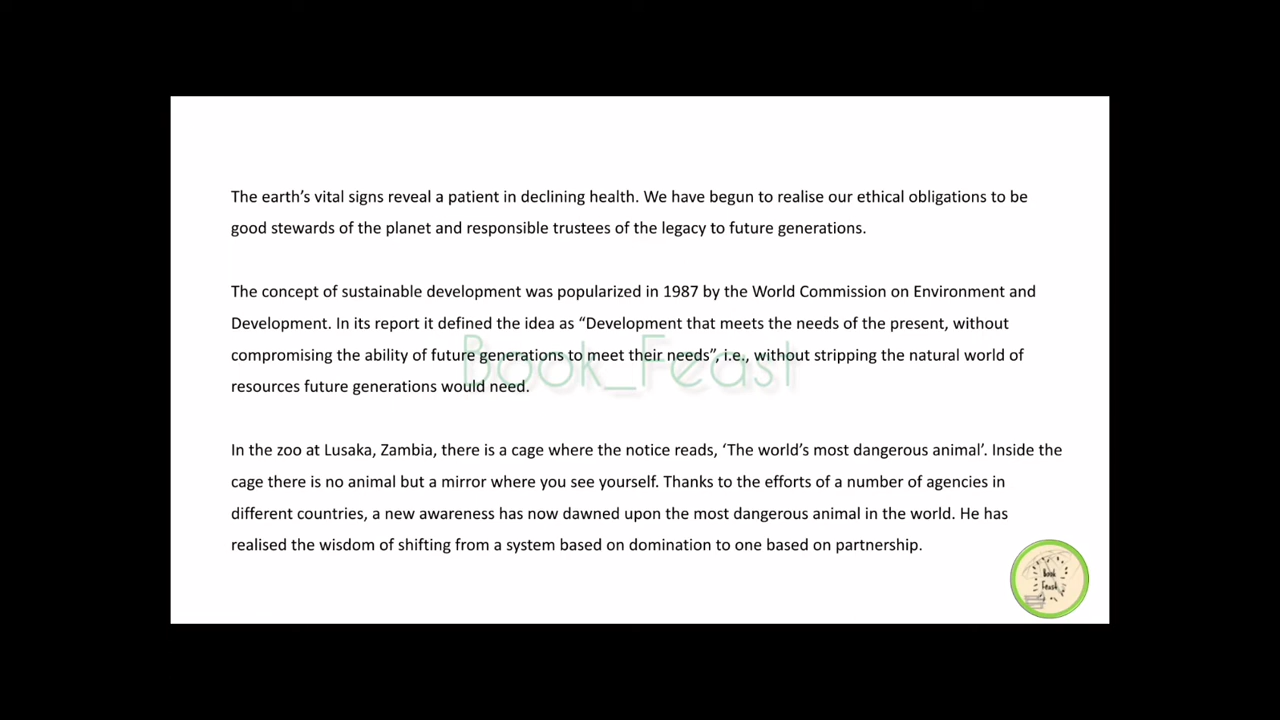 The earth’s vital signs reveal a patient in declining health. We have begun to realise our ethical obligations to be
good stewards of the planet and responsible trustees of the legacy to future generations.
The concept of sustainable development was popularized in 1987 by the World Commission on Environment and
Development. In its report it defined the idea as “Development that meets the needs of the present, without
compromising the ability of future generations to meet their needs”, i.e., without stripping the natural world of
Book_Feast
resources future generations would need.
In the zoo at Lusaka, Zambia, there is a cage where the notice reads, ‘The world’s most dangerous animal’. Inside the
cage there is no animal but a mirror where you see yourself. Thanks to the efforts of a number of agencies in
different countries, a new awareness has now dawned upon the most dangerous animal in the world. He has
realised the wisdom of shifting from a system based on domination to one based on partnership.
Book
Feast